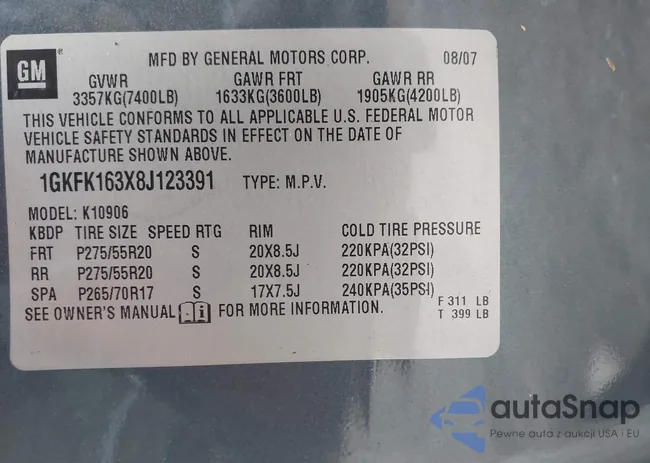 GM
MFD BY GENERAL MOTORS CORP. 08/07
GVWR GAWR FRT GAWR RR
3357KG(7400LB) 1633KG(3600LB) 1905KG(4200LB)
THIS VEHICLE CONFORMS TO ALL APPLICABLE U.S. FEDERAL MOTOR
VEHICLE SAFETY STANDARDS IN EFFECT ON THE DATE OF
MANUFACTURE SHOWN ABOVE.
1GKFK163X8J123391 TYPE: M.P.V.
MODEL: K10906
KBDP TIRE SIZE SPEED RTG RIM COLD TIRE PRESSURE
FRT P275/55R20 S 20X8.5J 220KPA(32PSI)
RR P275/55R20 S 20X8.5J 220KPA(32PSI)
SPA P265/70R17 S 17X7.5J 240KPA(35PSI)
SEE OWNER'S MANUAL i FOR MORE INFORMATION.
F 311 LB
T 399 LB
autaSnap
Pewne auta z aukcji USA i EU